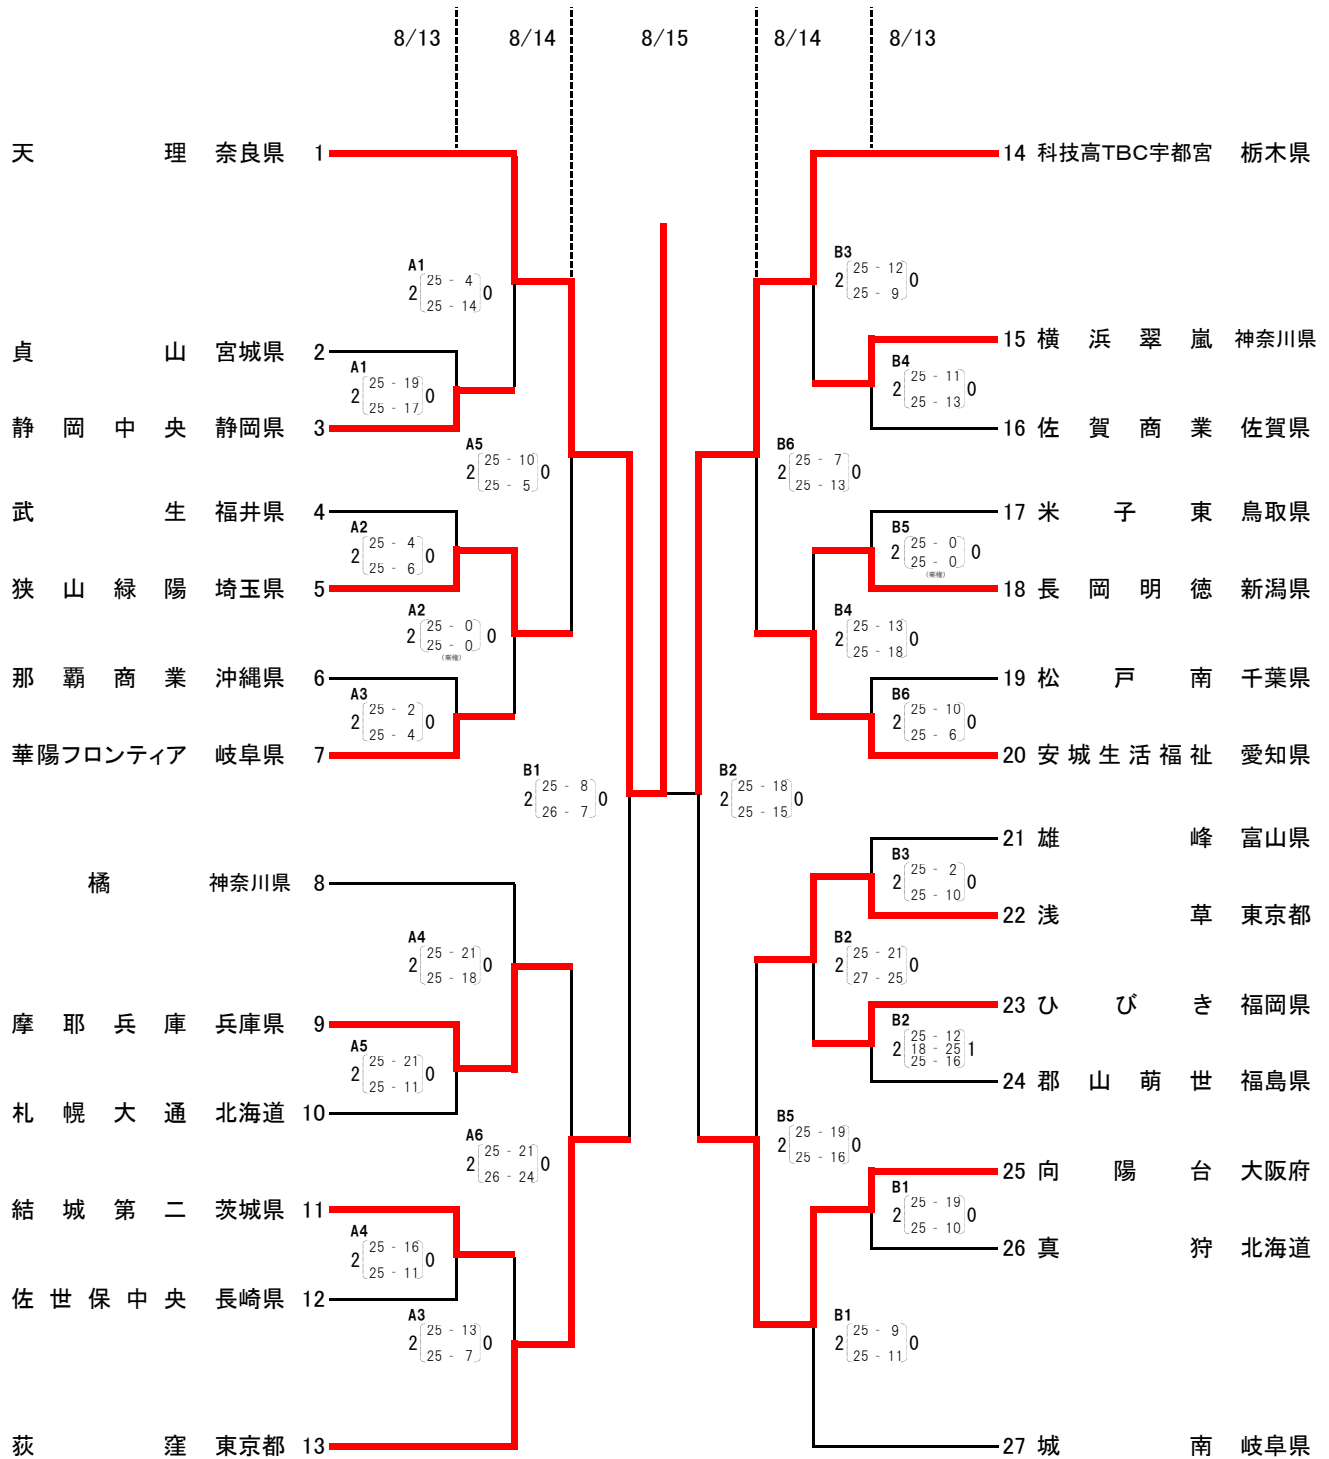 8/13 8/14 8/15 8/14 8/13
天理 奈良県 1
14 科技高TBC宇都宮 栃木県
A1
2 25 - 4 0
25 - 14
B3
2 25 - 12 0
25 - 9
貞山 宮城県 2
15 横浜翠嵐 神奈川県
A1
2 25 - 19 0
25 - 17
B4
2 25 - 11 0
25 - 13
静岡中央 静岡県 3
16 佐賀商業 佐賀県
A5
2 25 - 10 0
25 - 5
B6
2 25 - 7 0
25 - 13
武生 福井県 4
17 米子東 鳥取県
A2
2 25 - 4 0
25 - 6
B5
2 25 - 0 0
25 - 0
(棄権)
狭山緑陽 埼玉県 5
18 長岡明徳 新潟県
A2
2 25 - 0 0
25 - 0
(棄権)
B4
2 25 - 13 0
25 - 18
那覇商業 沖縄県 6
19 松戸南 千葉県
A3
2 25 - 2 0
25 - 4
B6
2 25 - 10 0
25 - 6
華陽フロンティア 岐阜県 7
20 安城生活福祉 愛知県
B1
2 25 - 8 0
26 - 7
B2
2 25 - 18 0
25 - 15
21 雄峰 富山県
橘 神奈川県 8
B3
2 25 - 2 0
25 - 10
22 浅草 東京都
A4
2 25 - 21 0
25 - 18
B2
2 25 - 21 0
27 - 25
摩耶兵庫 兵庫県 9
23 ひびき 福岡県
A5
2 25 - 21 0
25 - 11
B2
2 25 - 12 1
18 - 25
25 - 16
札幌大通 北海道 10
24 郡山萌世 福島県
A6
2 25 - 21 0
26 - 24
B5
2 25 - 19 0
25 - 16
結城第二 茨城県 11
25 向陽台 大阪府
A4
2 25 - 16 0
25 - 11
B1
2 25 - 19 0
25 - 10
佐世保中央 長崎県 12
26 真狩 北海道
A3
2 25 - 13 0
25 - 7
B1
2 25 - 9 0
25 - 11
荻窪 東京都 13
27 城南 岐阜県